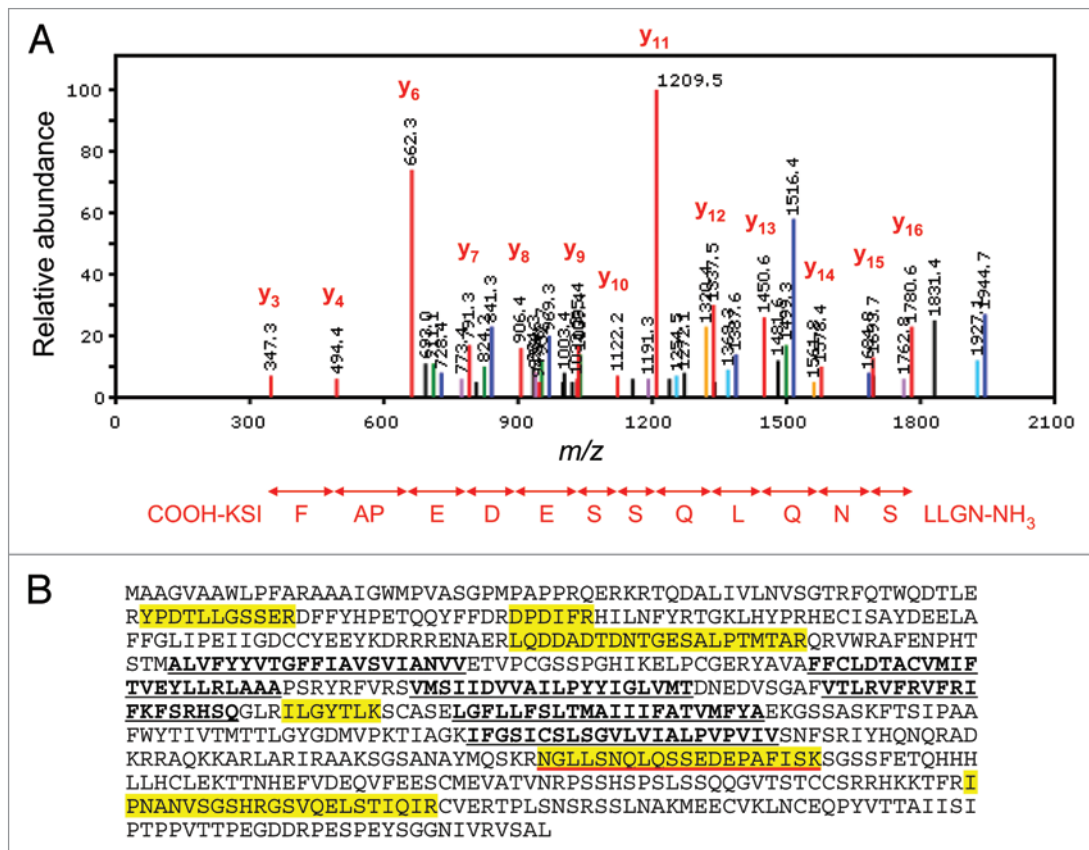 A
y11
1209.5
y6
662.3
y12
1516.4
y3
y4
y7
y8
y9
y10
y13
y14
y15
y16
347.3
494.4
693.0
728.4
773.4
791.3
824.3
841.3
906.4
969.3
1003.4
1122.2
1191.3
1254.5
1272.1
1320.4
1337.5
1369.3
1387.6
1450.6
1481.6
1499.3
1561.8
1578.4
1693.7
1762.8
1780.6
1831.4
1927.1
1944.7
Relative abundance
100
80
60
40
20
0
0 300 600 900 1200 1500 1800 2100
m/z
COOH-KSI F AP E D E S S Q L Q N S LLGN-NH3
B
MAAGVAAWLPFARAAAIGWMPVASGPMPAPPRQERKRTQDALIVLNVSGTRFQTWQDTLE
RYPDTLLGSSERDFFYHPETQQYFFDRDPDIFRHILNFYRTGKLHYPRHECISAYDEELA
FFGLIPEIIGDCCYEEYKDRRRENAERLQDDADTDNTGESALPTMTARQRVWRAFENPHT
STMALVFYYVTGFFIAVSVIANVVETVPCGSSPGHIKELPCGERYAVAFFCLDTACVMIF
TVEYLLRLAAAPSRYRFVRSVMSIIDVVAILPYYIGLVMTDNEDVSGAFVTLRVFRVFRI
FKFSRHSQGLRILGYTLKSCASELGFLLFSLTMAIIIFATVMFYAEKGSSASKFTSIPAA
FWYTIVTMTTLGYGDMVPKTIAGKIFGSICSLSGVLVIALPVPVIVSNFSRIYHQNQRAD
KRRAQKKARLARIRAAKSGSANAYMQSKRNGLLSNQLQSSEDEPAFISKSGSSFETQHHH
LLHCLEKTTNHEFVDEQVFEESCMEVATVNRPSSHSPSLSSQQGVTSTCCSRRHKKTFRI
PNANVSGSHRGSVQELSTIQIRCVERTPLSNSRSSLNAKMEECVKLNCEQPYVTTAIISI
PTPPVTTPEGDDRPESPEYSGGNIVRVSAL